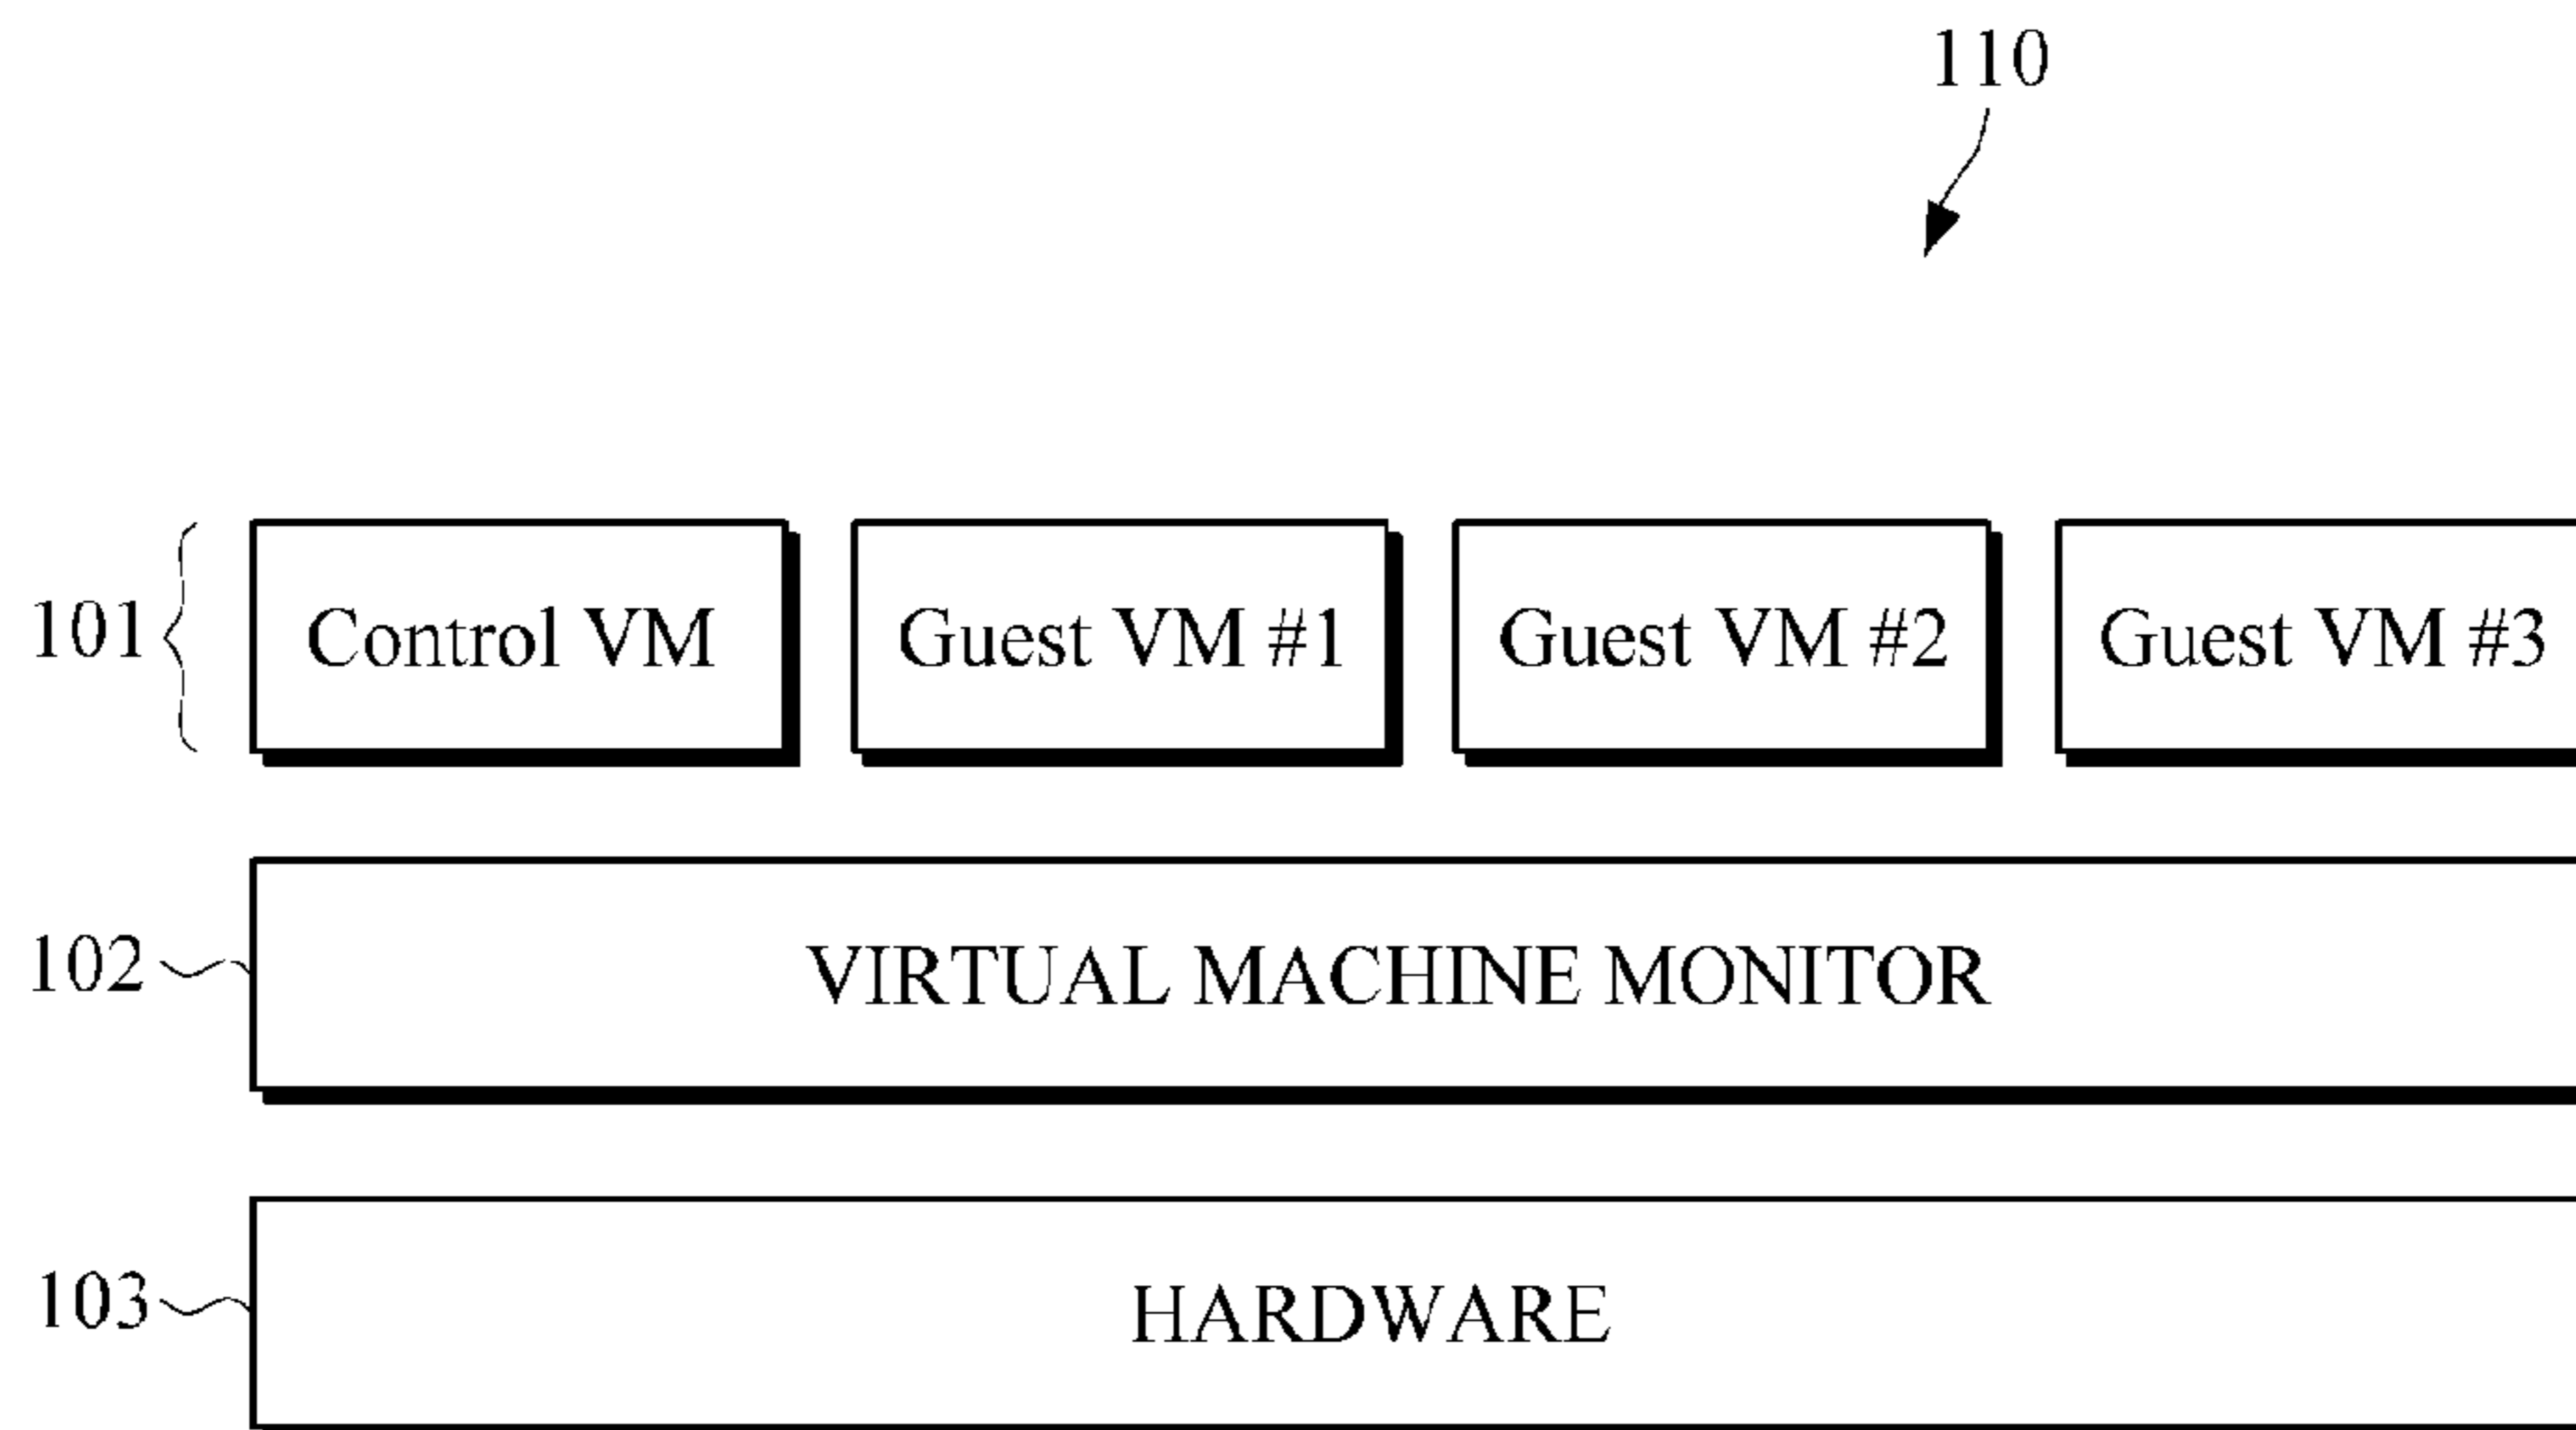 110
101 Control VM Guest VM #1 Guest VM #2 Guest VM #3
102 VIRTUAL MACHINE MONITOR
103 HARDWARE